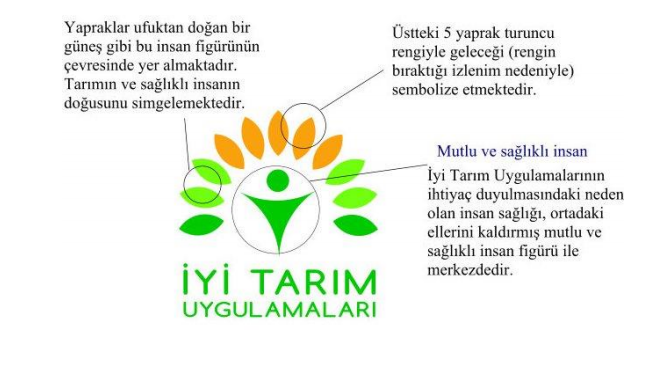 Yapraklar ufuktan doğan bir
güneş gibi bu insan figürünün
çevresinde yer almaktadır.
Tarımın ve sağlıklı insanın
doğusunu simgelemektedir.
Üstteki 5 yaprak turuncu
rengiyle geleceği (rengin
bıraktığı izlenim nedeniyle)
sembolize etmektedir.
Mutlu ve sağlıklı insan
İyi Tarım Uygulamalarının
ihtiyaç duyulmasındaki neden
olan insan sağlığı, ortadaki
ellerini kaldırmış mutlu ve
sağlıklı insan figürü ile
merkezdedir.
İYİ TARIM
UYGULAMALARI